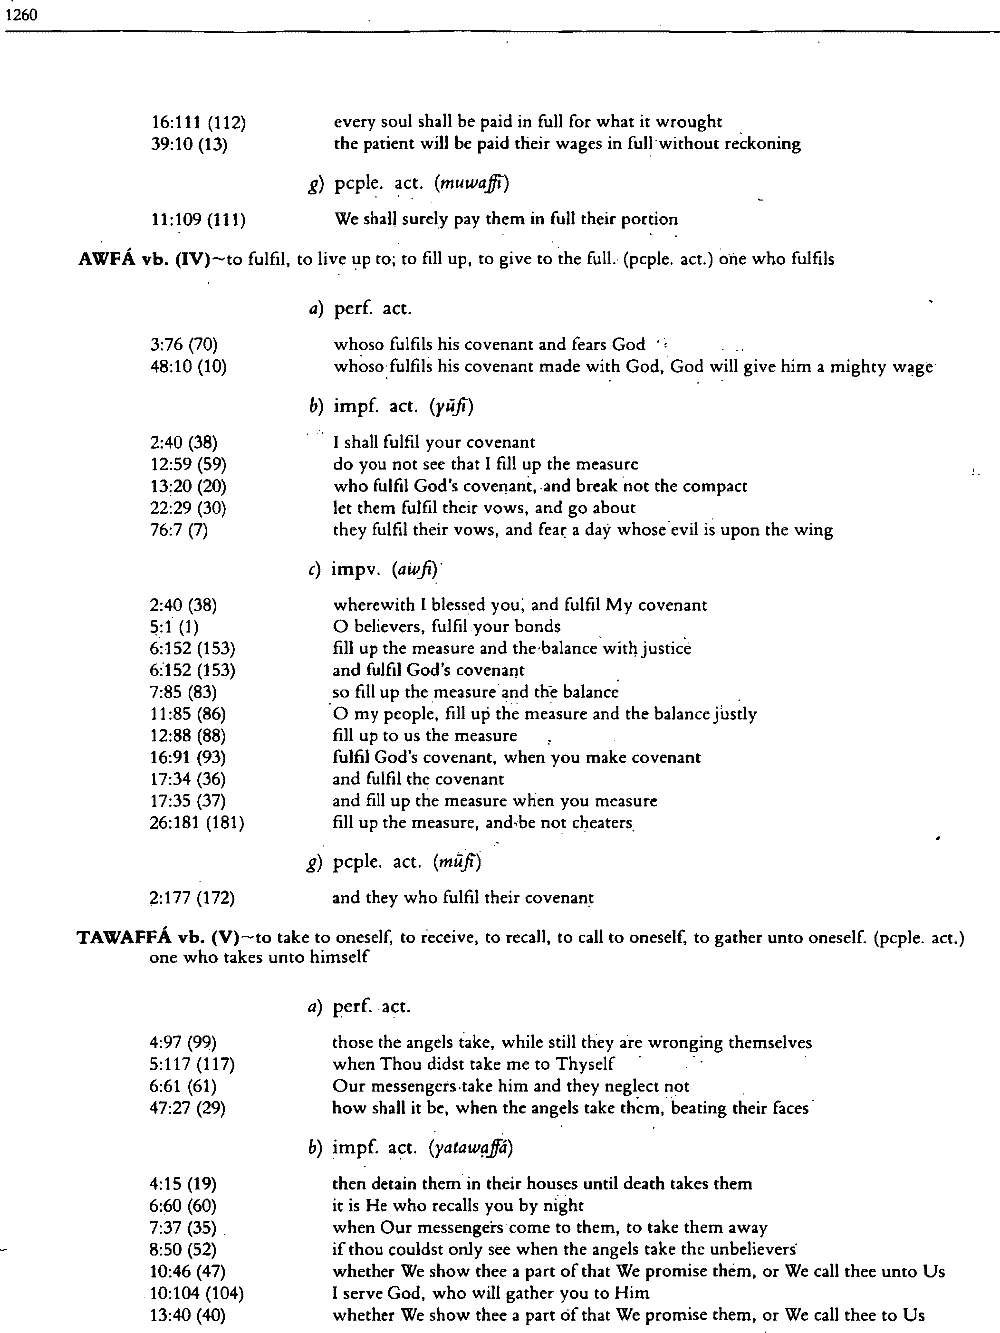 1260
16:111 (112) every soul shall be paid in full for what it wrought
39:10 (13) the patient will be paid their wages in full without reckoning
g) pcple. act. (muwaffī)
11:109 (111) We shall surely pay them in full their portion
AWFÁ vb. (IV)~to fulfil, to live up to; to fill up, to give to the full. (pcple. act.) one who fulfils
a) perf. act.
3:76 (70) whoso fulfils his covenant and fears God
48:10 (10) whoso fulfils his covenant made with God, God will give him a mighty wage
b) impf. act. (yūfī)
2:40 (38) I shall fulfil your covenant
12:59 (59) do you not see that I fill up the measure
13:20 (20) who fulfil God's covenant, and break not the compact
22:29 (30) let them fulfil their vows, and go about
76:7 (7) they fulfil their vows, and fear a day whose evil is upon the wing
c) impv. (awfi)
2:40 (38) wherewith I blessed you, and fulfil My covenant
5:1 (1) O believers, fulfil your bonds
6:152 (153) fill up the measure and the balance with justice
6:152 (153) and fulfil God's covenant
7:85 (83) so fill up the measure and the balance
11:85 (86) O my people, fill up the measure and the balance justly
12:88 (88) fill up to us the measure
16:91 (93) fulfil God's covenant, when you make covenant
17:34 (36) and fulfil the covenant
17:35 (37) and fill up the measure when you measure
26:181 (181) fill up the measure, and be not cheaters
g) pcple. act. (mūfī)
2:177 (172) and they who fulfil their covenant
TAWAFFÁ vb. (V)~to take to oneself, to receive, to recall, to call to oneself, to gather unto oneself. (pcple. act.)
one who takes unto himself
a) perf. act.
4:97 (99) those the angels take, while still they are wronging themselves
5:117 (117) when Thou didst take me to Thyself
6:61 (61) Our messengers take him and they neglect not
47:27 (29) how shall it be, when the angels take them, beating their faces
b) impf. act. (yatawaffá)
4:15 (19) then detain them in their houses until death takes them
6:60 (60) it is He who recalls you by night
7:37 (35) when Our messengers come to them, to take them away
8:50 (52) if thou couldst only see when the angels take the unbelievers
10:46 (47) whether We show thee a part of that We promise them, or We call thee unto Us
10:104 (104) I serve God, who will gather you to Him
13:40 (40) whether We show thee a part of that We promise them, or We call thee to Us